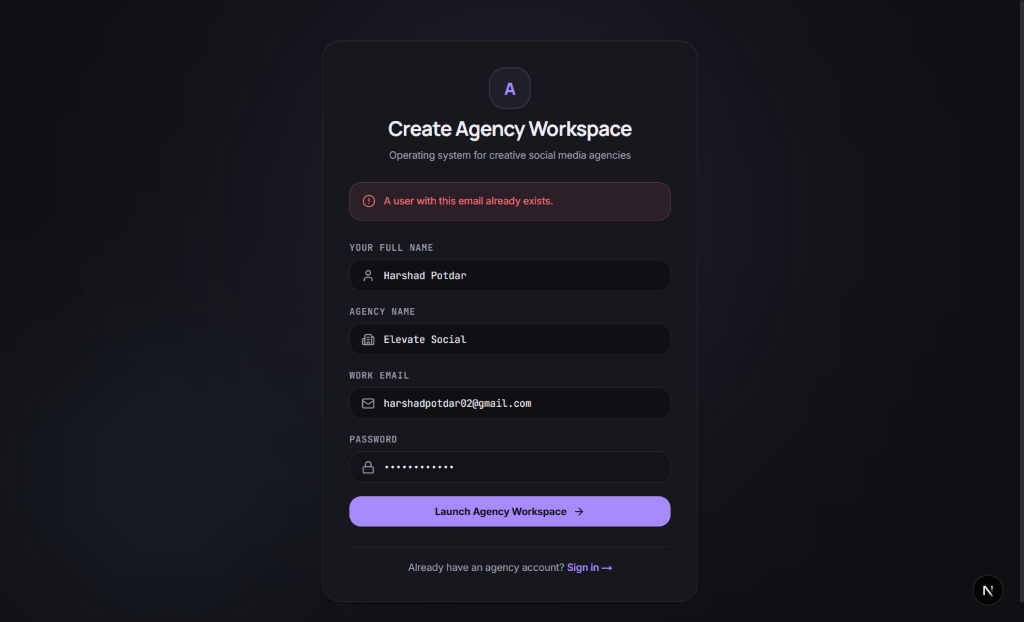 A
Create Agency Workspace
Operating system for creative social media agencies
A user with this email already exists.
YOUR FULL NAME
Harshad Potdar
AGENCY NAME
Elevate Social
WORK EMAIL
harshadpotdar02@gmail.com
PASSWORD
••••••••••••
Launch Agency Workspace →
Already have an agency account? Sign in →
N